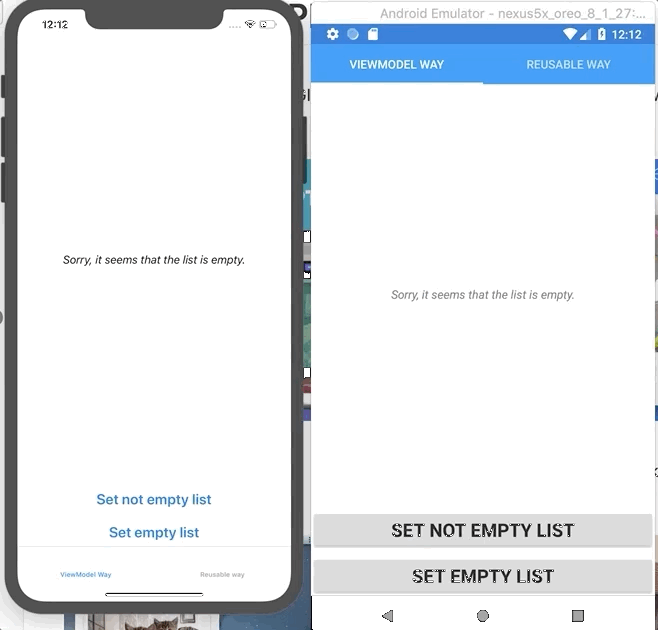 12:12
Sorry, it seems that the list is empty.
Set not empty list
Set empty list
ViewModel Way
Reusable way
Android Emulator - nexus5x_oreo_8_1_27:...
12:12
VIEWMODEL WAY
REUSABLE WAY
Sorry, it seems that the list is empty.
SET NOT EMPTY LIST
SET EMPTY LIST